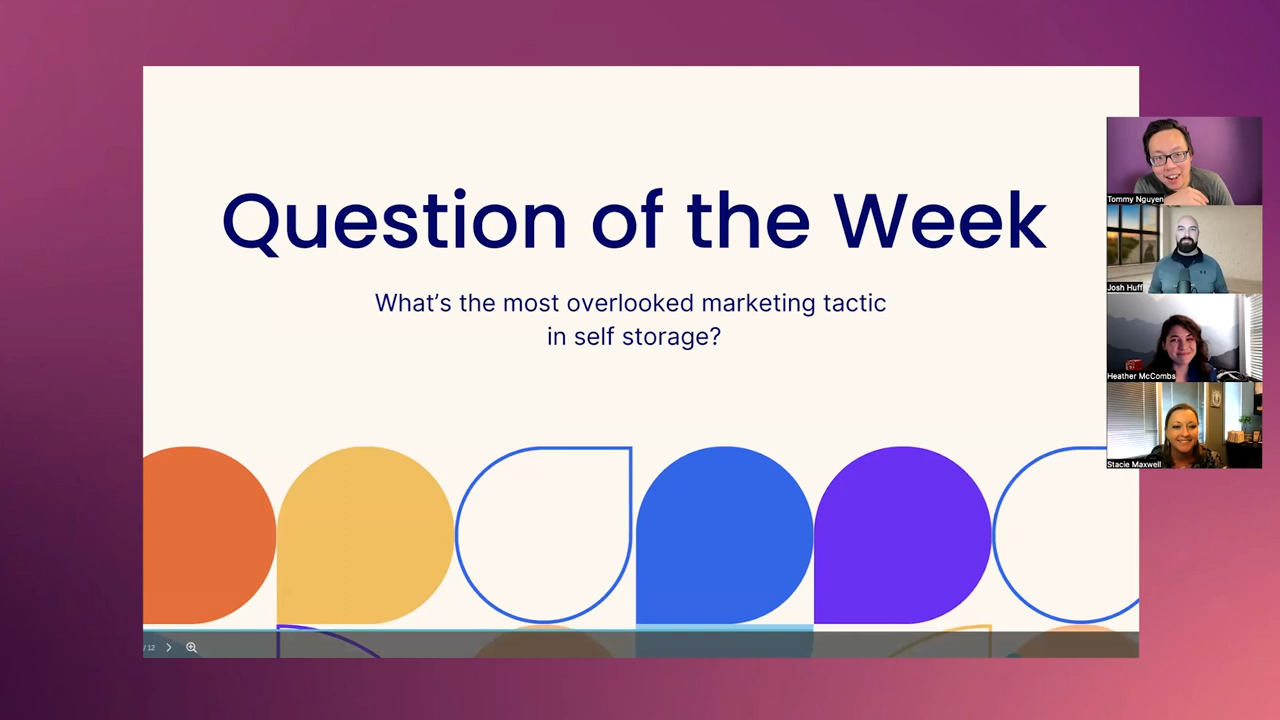 Question of the Week
What's the most overlooked marketing tactic
in self storage?
Tommy Nguyen
Josh Huff
Heather McCombs
Stacie Maxwell
/ 12